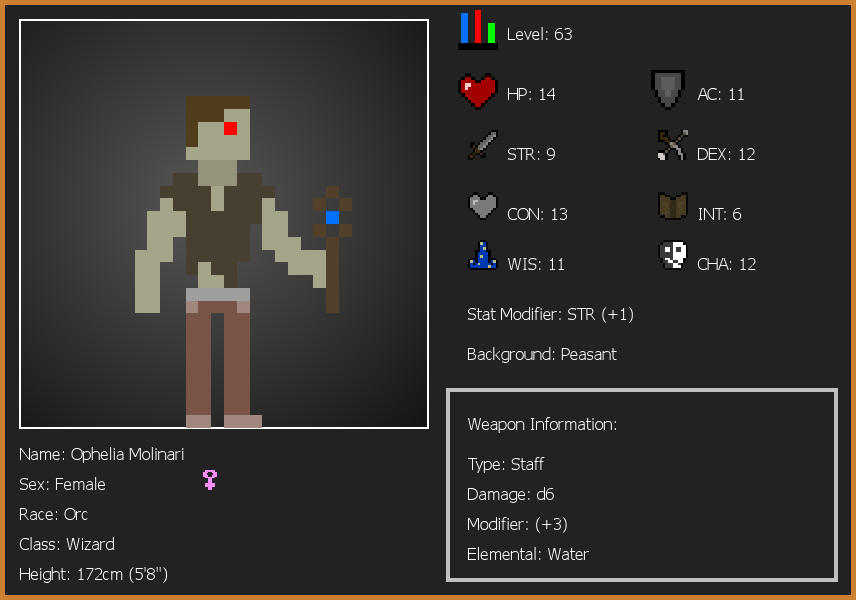 Level: 63
HP: 14
AC: 11
STR: 9
DEX: 12
CON: 13
INT: 6
WIS: 11
CHA: 12
Stat Modifier: STR (+1)
Background: Peasant
Weapon Information:
Type: Staff
Damage: d6
Modifier: (+3)
Elemental: Water
Name: Ophelia Molinari
Sex: Female
Race: Orc
Class: Wizard
Height: 172cm (5'8")